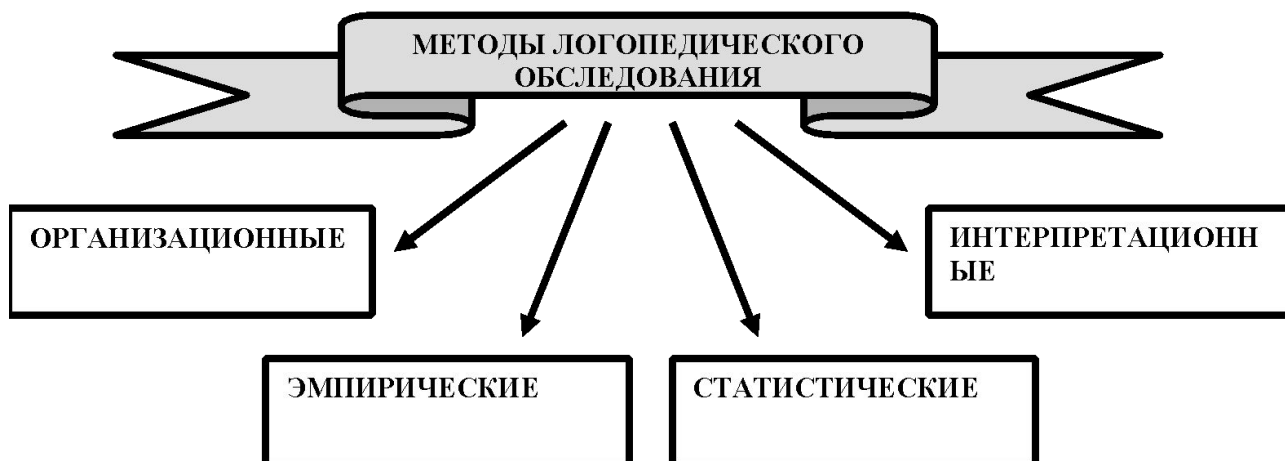 МЕТОДЫ ЛОГОПЕДИЧЕСКОГО
ОБСЛЕДОВАНИЯ
ОРГАНИЗАЦИОННЫЕ
ИНТЕРПРЕТАЦИОНН
ЫЕ
ЭМПИРИЧЕСКИЕ
СТАТИСТИЧЕСКИЕ